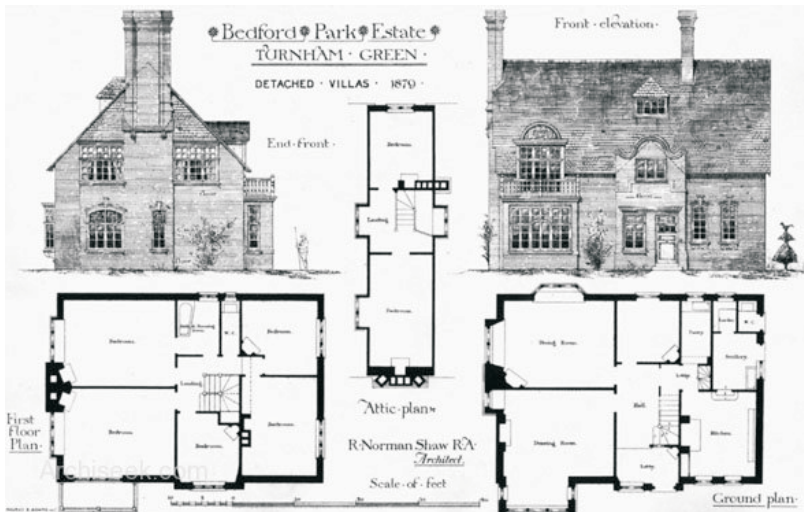 Bedford Park Estate
TURNHAM · GREEN ·
DETACHED · VILLAS · 1879 ·
Front · elevation ·
End · front ·
Bedroom
Landing
Bedroom
Attic · plan
Bedroom
W.C.
Bedroom
Landing
Bedroom
Bedroom
Bedroom
First
floor
Plan ·
R · Norman Shaw R.A.
Architect.
Scale · of · feet
Dining Room
Pantry
Larder
W.C.
Scullery
Lobby
Hall
Drawing Room
Kitchen
Lobby
Ground plan ·
Archiseek.com